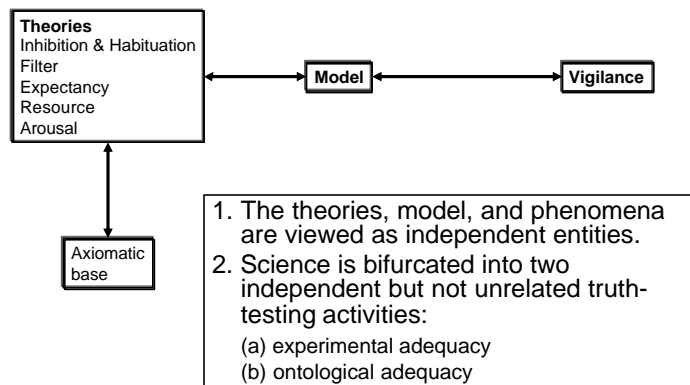 Theories
Inhibition & Habituation
Filter
Expectancy
Resource
Arousal
Model
Vigilance
Axiomatic
base
1. The theories, model, and phenomena
are viewed as independent entities.
2. Science is bifurcated into two
independent but not unrelated truth-
testing activities:
(a) experimental adequacy
(b) ontological adequacy